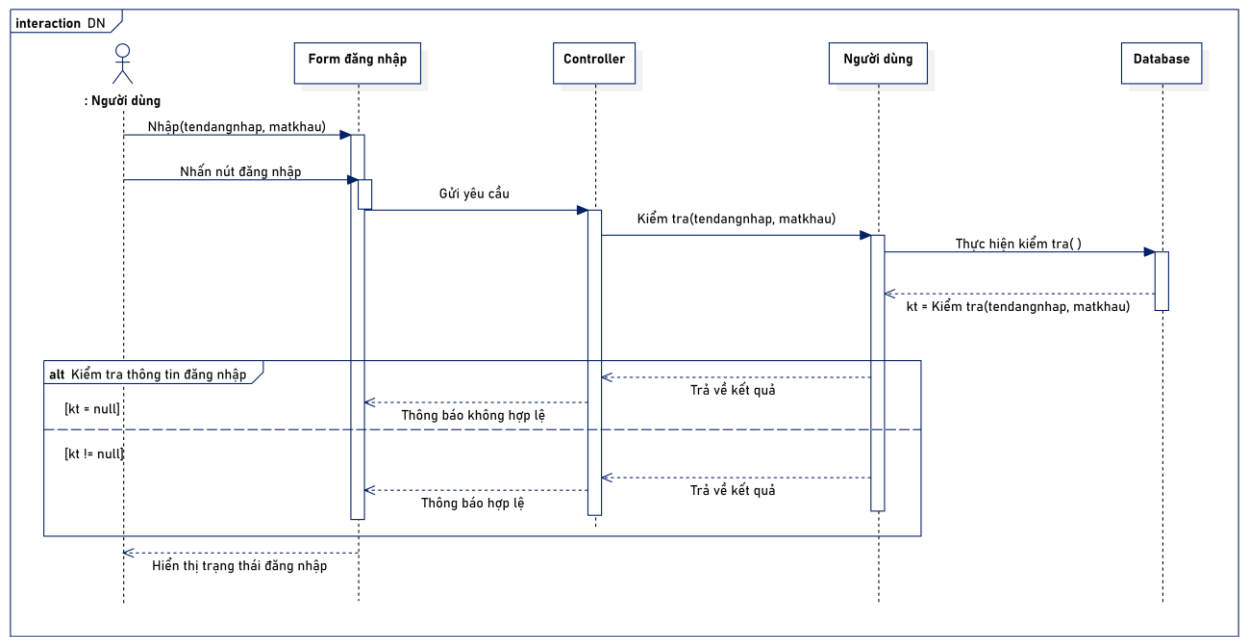 interaction DN
Form đăng nhập
Controller
Người dùng
Database
: Người dùng
Nhập(tendangnhap, matkhau)
Nhấn nút đăng nhập
Gửi yêu cầu
Kiểm tra(tendangnhap, matkhau)
Thực hiện kiểm tra( )
kt = Kiểm tra(tendangnhap, matkhau)
alt Kiểm tra thông tin đăng nhập
Trả về kết quả
[kt = null]
Thông báo không hợp lệ
[kt != null]
Trả về kết quả
Thông báo hợp lệ
Hiển thị trạng thái đăng nhập